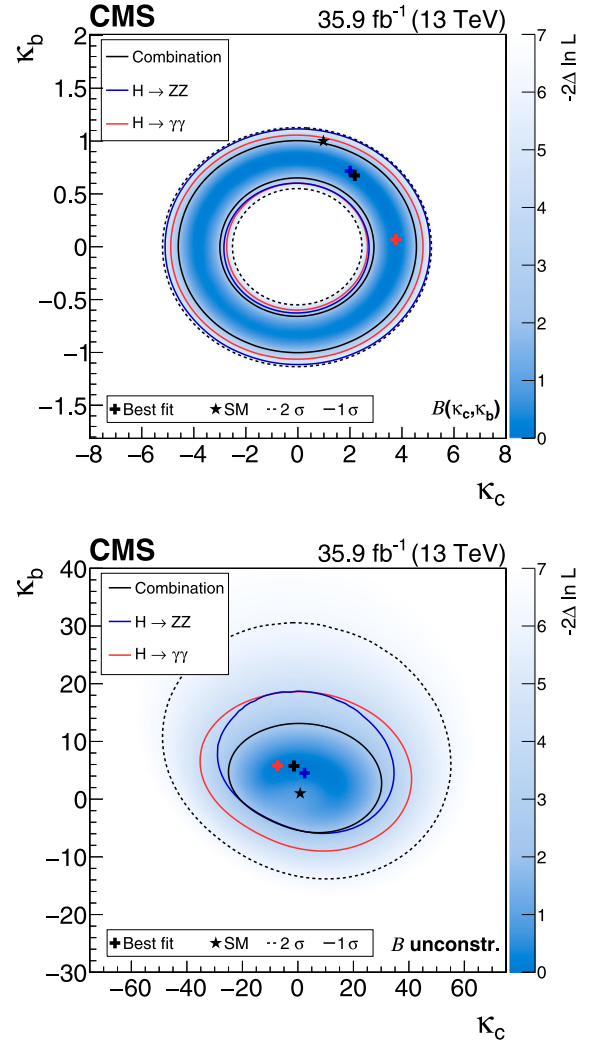 CMS 35.9 fb⁻¹ (13 TeV)
κb
2
1.5
1
0.5
0
−0.5
−1
−1.5
Combination
H → ZZ
H → γγ
-2Δ ln L
7
6
5
4
3
2
1
0
Best fit SM 2 σ 1 σ
B(κc,κb)
−8 −6 −4 −2 0 2 4 6 8
κc
CMS 35.9 fb⁻¹ (13 TeV)
κb
40
30
20
10
0
−10
−20
−30
Combination
H → ZZ
H → γγ
-2Δ ln L
7
6
5
4
3
2
1
0
Best fit SM 2 σ 1 σ
B unconstr.
−60 −40 −20 0 20 40 60
κc